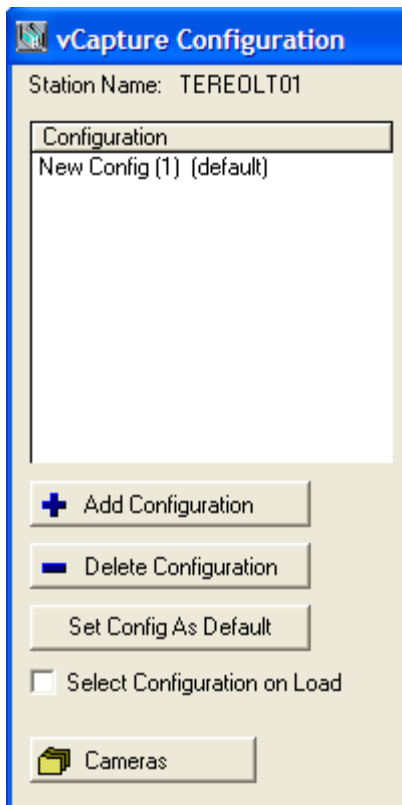 vCapture Configuration
Station Name: TEREOLT01
Configuration
New Config (1) (default)
Add Configuration
Delete Configuration
Set Config As Default
Select Configuration on Load
Cameras